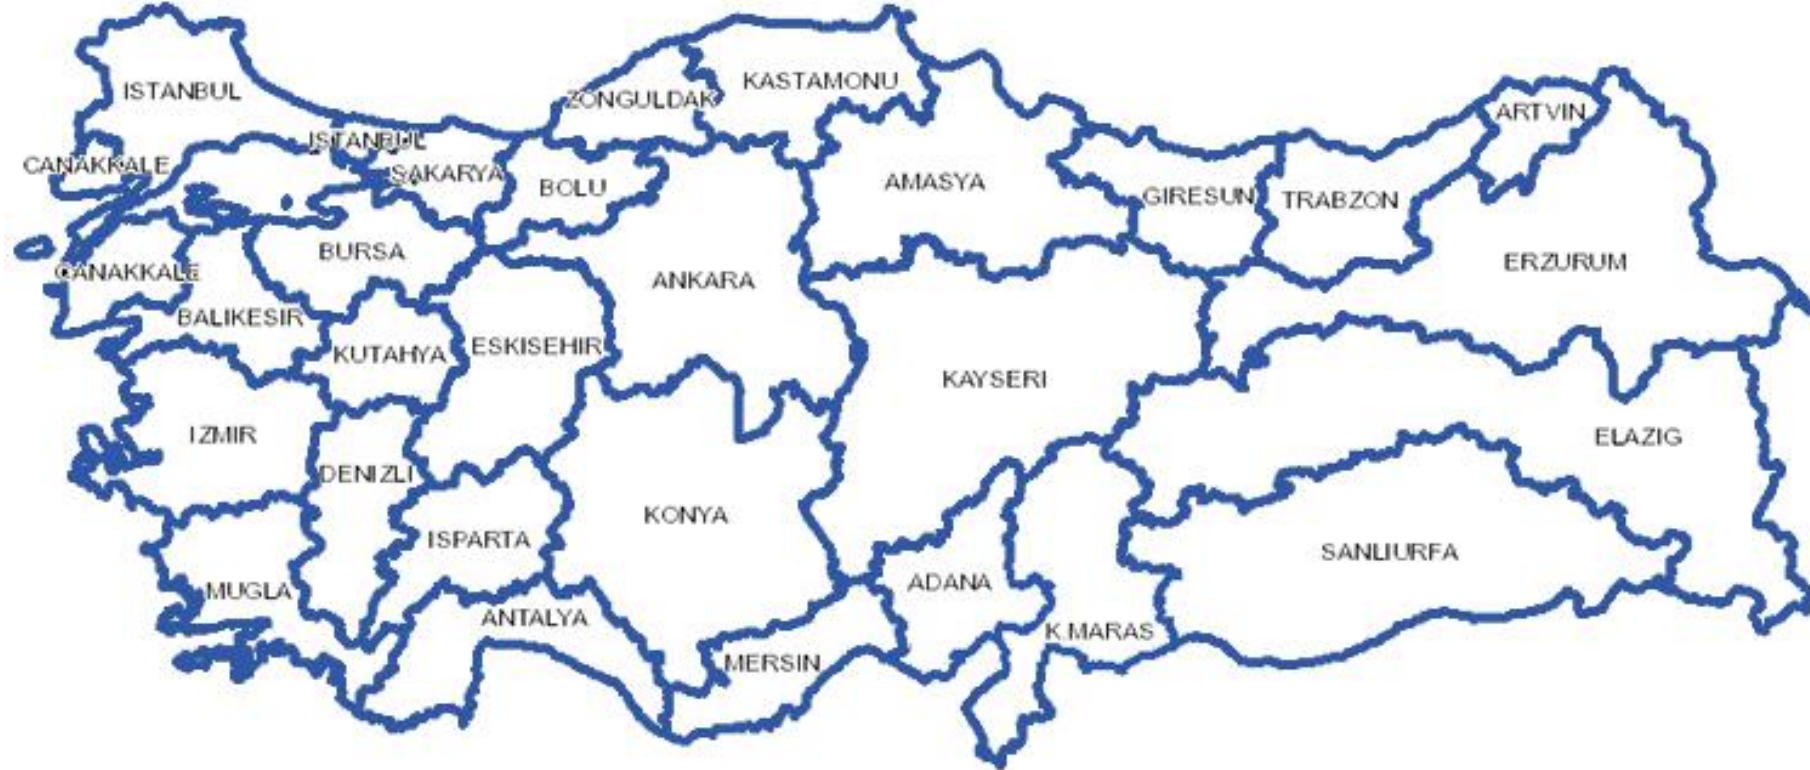 KASTAMONU
ISTANBUL
ZONGULDAK
ARTVIN
ISTANBUL
CANAKKALE
SAKARYA
BOLU
AMASYA
GIRESUN
TRABZON
BURSA
ERZURUM
CANAKKALE
ANKARA
BALIKESIR
KUTAHYA
ESKISEHIR
KAYSERI
IZMIR
ELAZIG
DENIZLI
KONYA
ISPARTA
SANLIURFA
ADANA
MUGLA
ANTALYA
K.MARAS
MERSIN